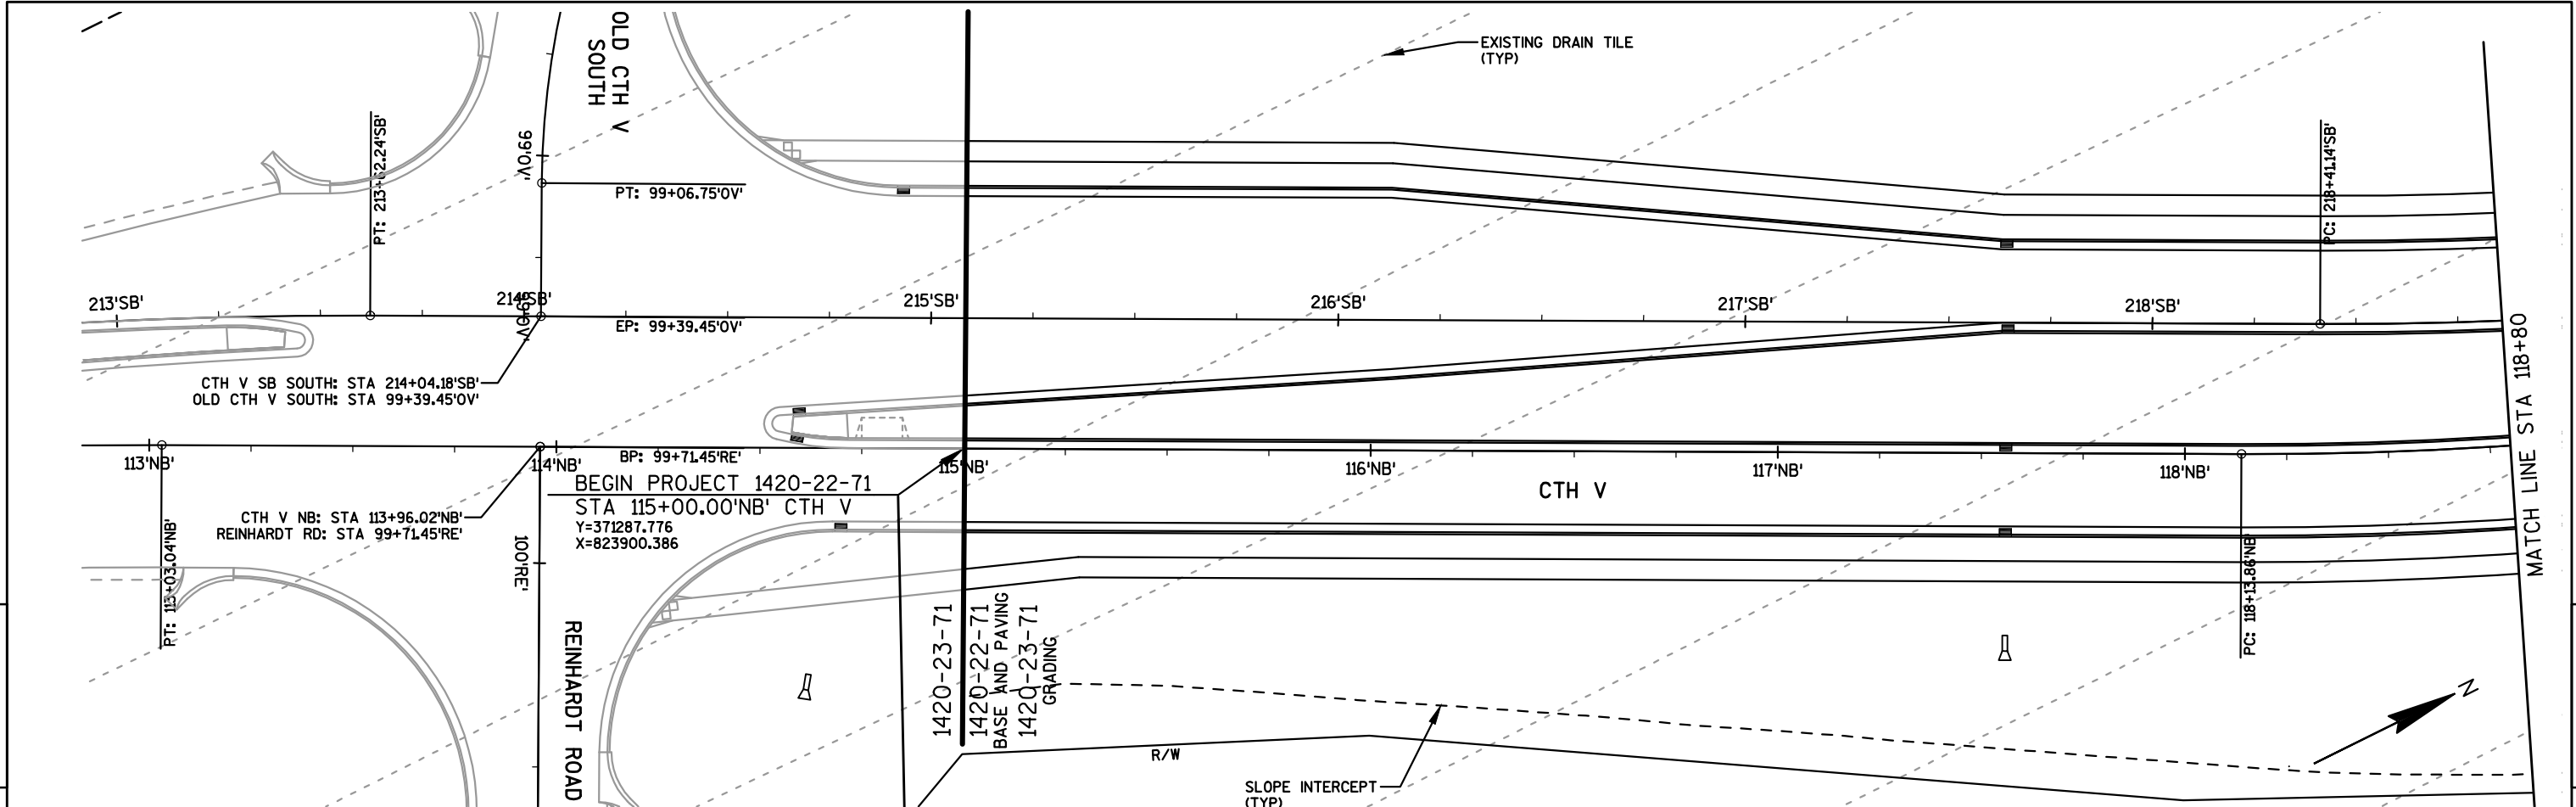 OLD CTH V
SOUTH
EXISTING DRAIN TILE
(TYP)
PT: 213+62.24'SB'
99'OV'
PT: 99+06.75'OV'
PC: 218+41.14'SB'
213'SB'
214'SB'
215'SB'
216'SB'
217'SB'
218'SB'
EP: 99+39.45'OV'
CTH V SB SOUTH: STA 214+04.18'SB'
OLD CTH V SOUTH: STA 99+39.45'OV'
MATCH LINE STA 118+80
113'NB'
114'NB'
115'NB'
116'NB'
117'NB'
118'NB'
BP: 99+71.45'RE'
BEGIN PROJECT 1420-22-71
STA 115+00.00'NB' CTH V
Y=371287.776
X=823900.386
CTH V
CTH V NB: STA 113+96.02'NB'
REINHARDT RD: STA 99+71.45'RE'
PT: 113+03.04'NB'
100'RE'
PC: 118+13.86'NB'
REINHARDT ROAD
1420-23-71
1420-22-71
BASE AND PAVING
1420-23-71
GRADING
N
R/W
SLOPE INTERCEPT
(TYP)